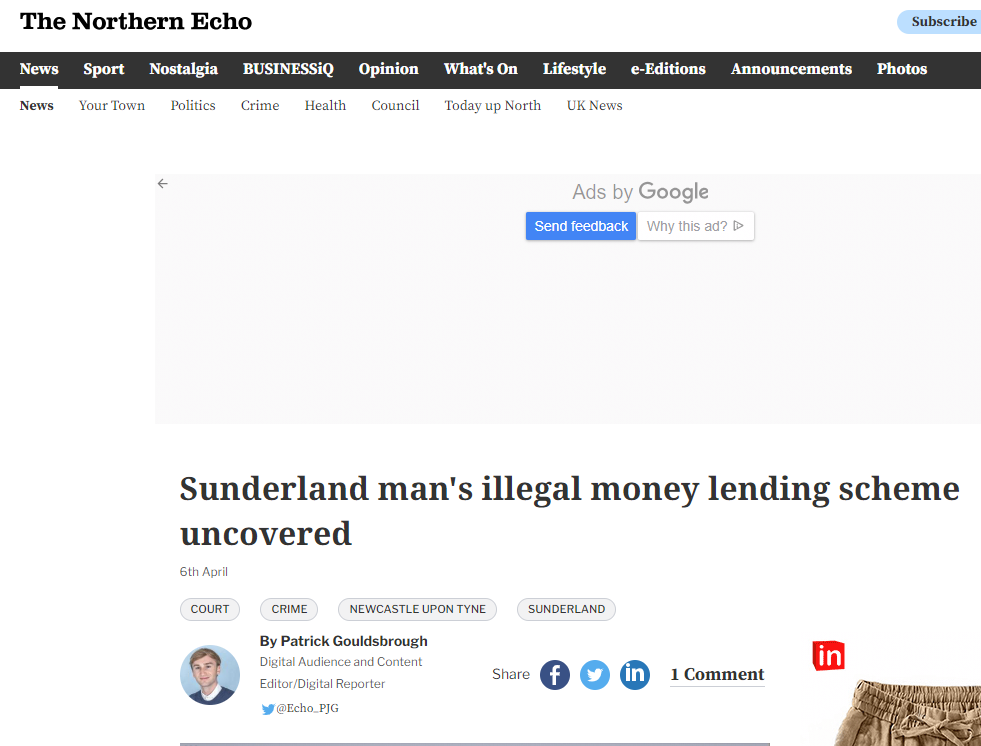 The Northern Echo
Subscribe
News Sport Nostalgia BUSINESSiQ Opinion What's On Lifestyle e-Editions Announcements Photos
News Your Town Politics Crime Health Council Today up North UK News
Ads by Google
Send feedback Why this ad?
Sunderland man's illegal money lending scheme
uncovered
6th April
COURT CRIME NEWCASTLE UPON TYNE SUNDERLAND
By Patrick Gouldsbrough
Digital Audience and Content
Editor/Digital Reporter
@Echo_PJG
Share f in 1 Comment
in